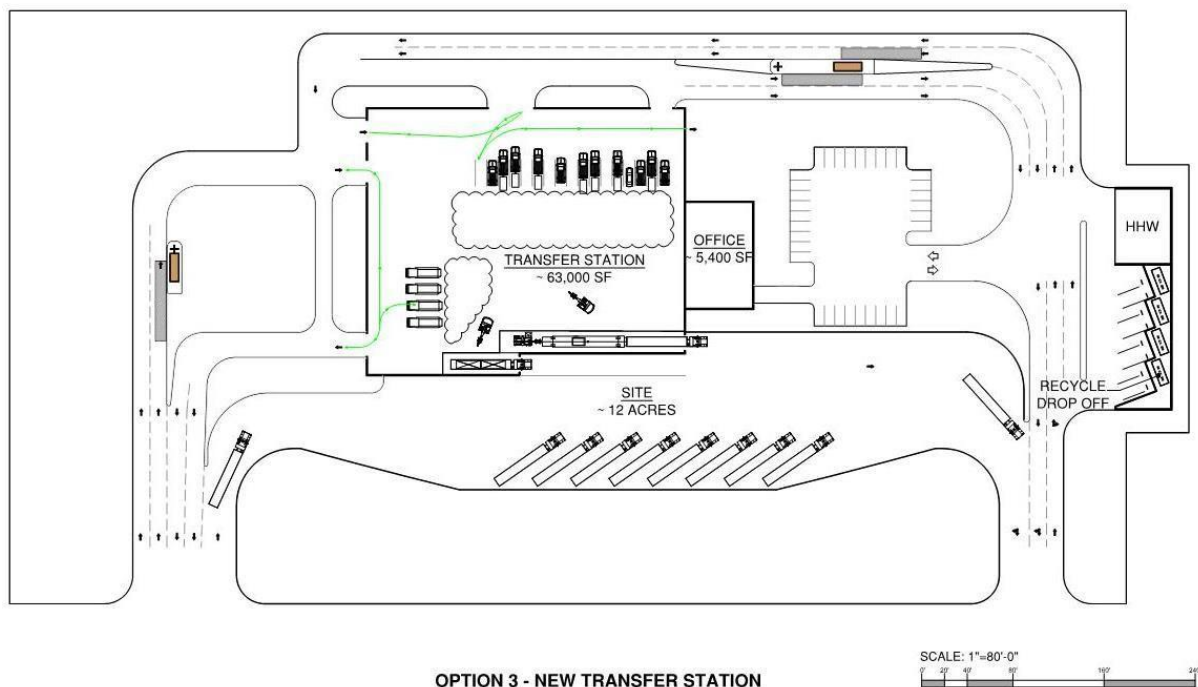 HHW
OFFICE
~ 5,400 SF
TRANSFER STATION
~ 63,000 SF
RECYCLE
DROP OFF
SITE
~ 12 ACRES
SCALE: 1"=80'-0"
0' 20' 40' 80' 160' 240
OPTION 3 - NEW TRANSFER STATION